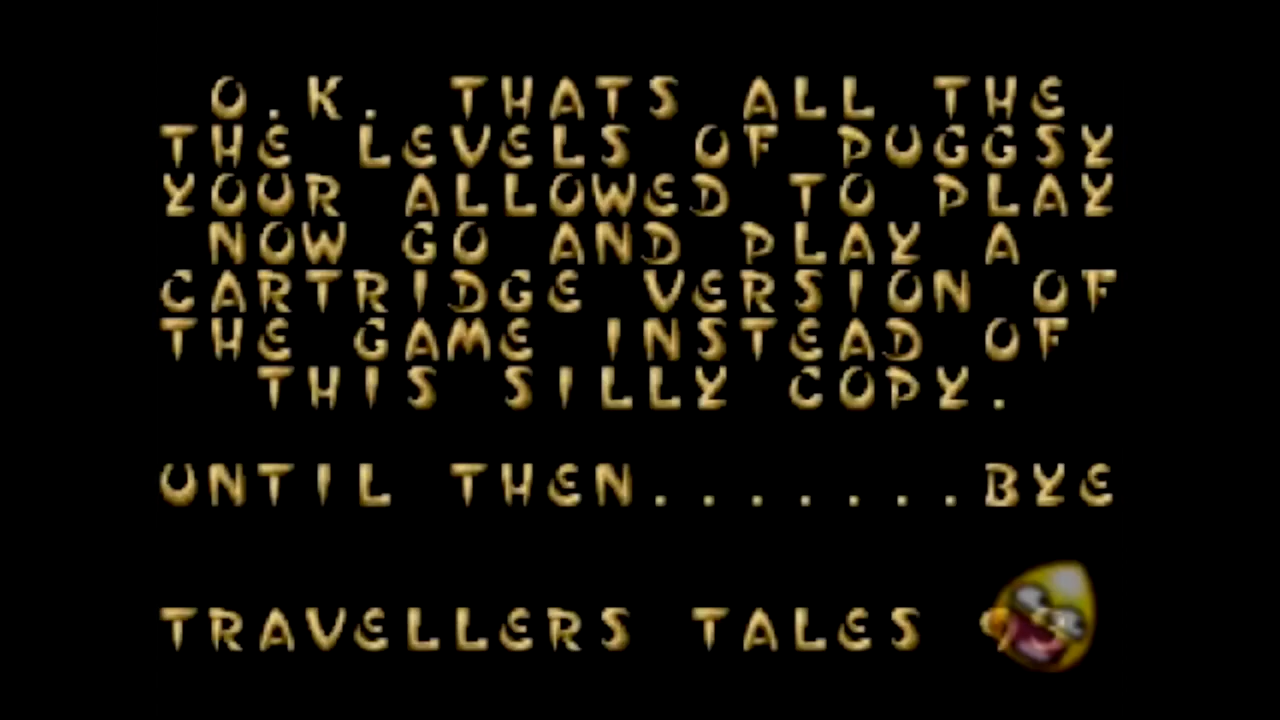 O.K. THATS ALL THE
THE LEVELS OF PUGGSY
YOUR ALLOWED TO PLAY
NOW GO AND PLAY A
CARTRIDGE VERSION OF
THE GAME INSTEAD OF
THIS SILLY COPY.
UNTIL THEN.......BYE
TRAVELLERS TALES